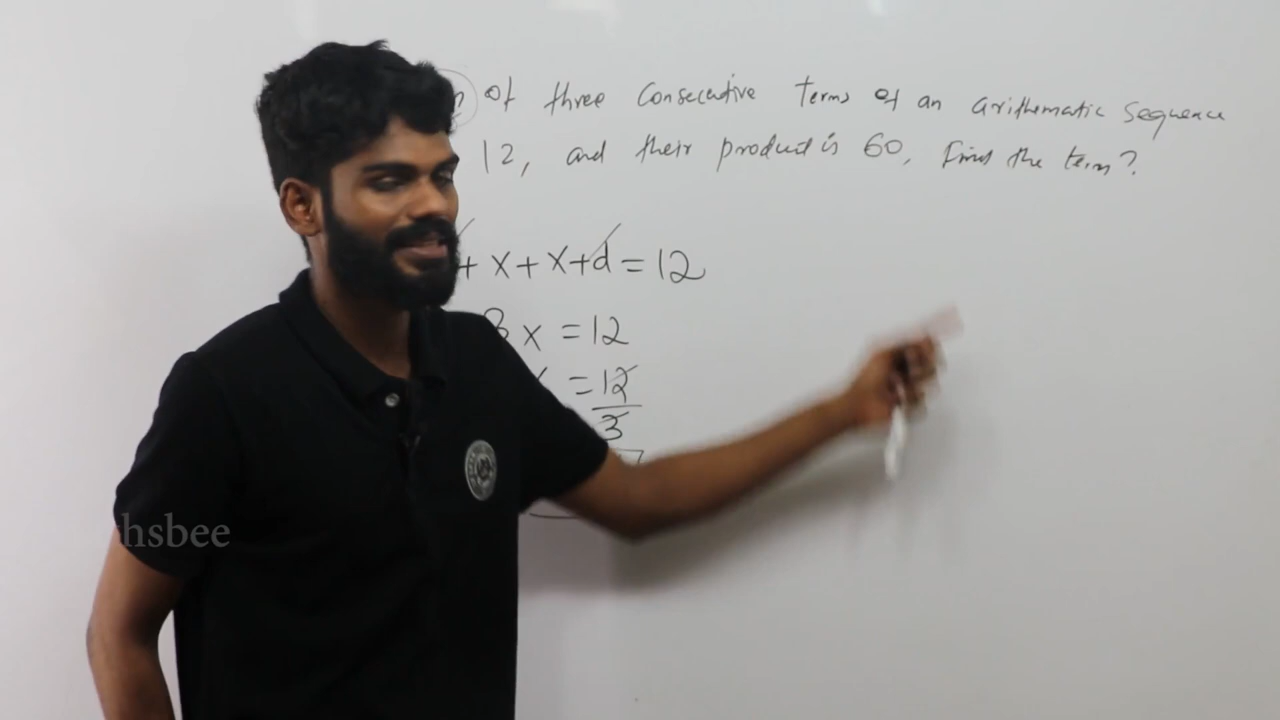 of three Consecutive Terms of an arithematic sequence
12, and their product is 60, Find the term?
+ x + x+d = 12
3x = 12
= 12
3
hsbee